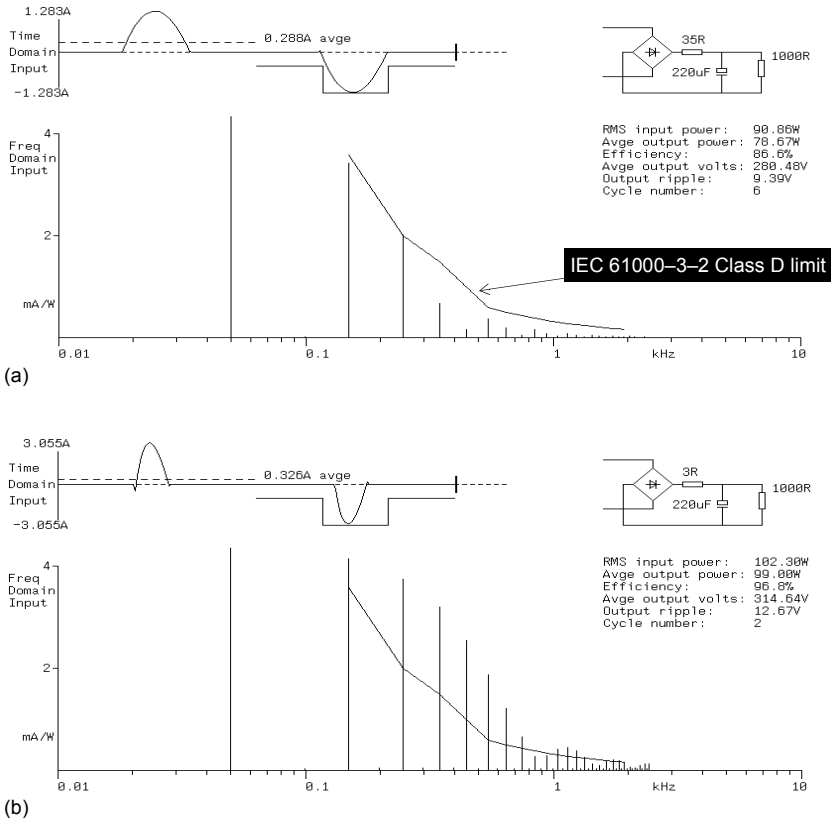 1.283A
Time
Domain
Input
-1.283A
0.288A avge
35R
220uF
1000R
RMS input power: 90.86W
Avge output power: 78.67W
Efficiency: 86.6%
Avge output volts: 280.48V
Output ripple: 9.39V
Cycle number: 6
4
Freq
Domain
Input
2
IEC 61000–3–2 Class D limit
mA/W
0.01 0.1 1 kHz 10
(a)
3.055A
Time
Domain
Input
-3.055A
0.326A avge
3R
220uF
1000R
RMS input power: 102.30W
Avge output power: 99.00W
Efficiency: 96.8%
Avge output volts: 314.64V
Output ripple: 12.67V
Cycle number: 2
4
Freq
Domain
Input
2
mA/W
0.01 0.1 1 kHz 10
(b)